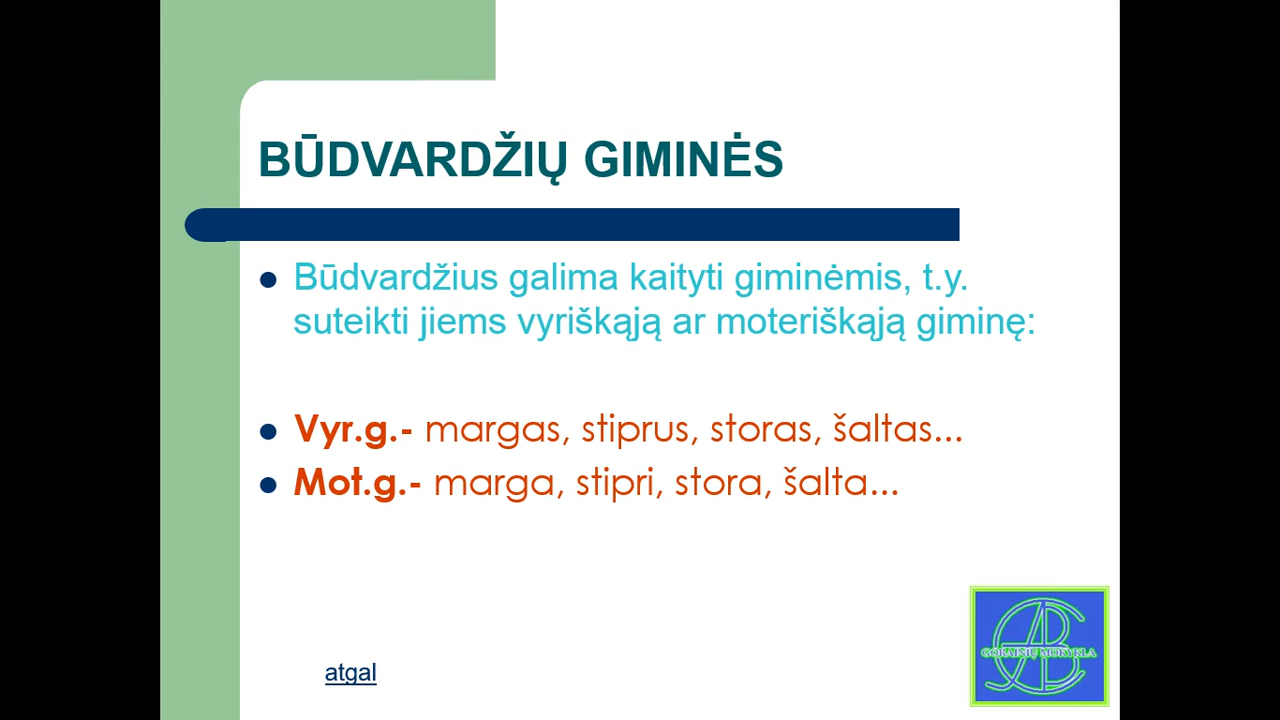 BŪDVARDŽIŲ GIMINĖS
Būdvardžius galima kaityti giminėmis, t.y.
suteikti jiems vyriškąją ar moteriškąją giminę:
Vyr.g.- margas, stiprus, storas, šaltas...
Mot.g.- marga, stipri, stora, šalta...
atgal